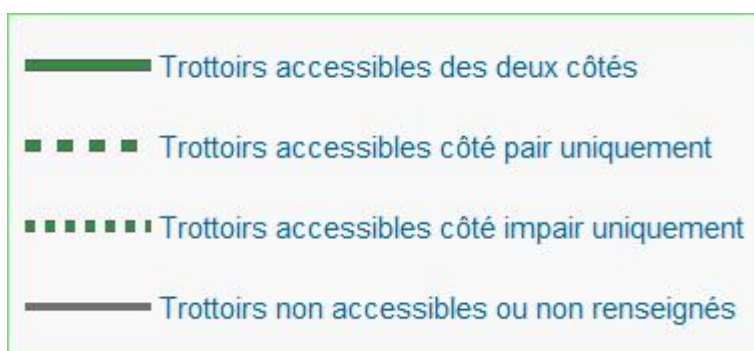 Trottoirs accessibles des deux côtés
Trottoirs accessibles côté pair uniquement
Trottoirs accessibles côté impair uniquement
Trottoirs non accessibles ou non renseignés